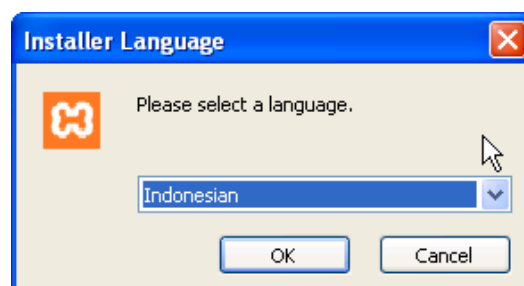 Installer Language
Please select a language.
Indonesian
OK
Cancel